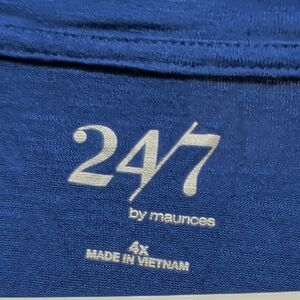 24/7
by maurices
4X
MADE IN VIETNAM